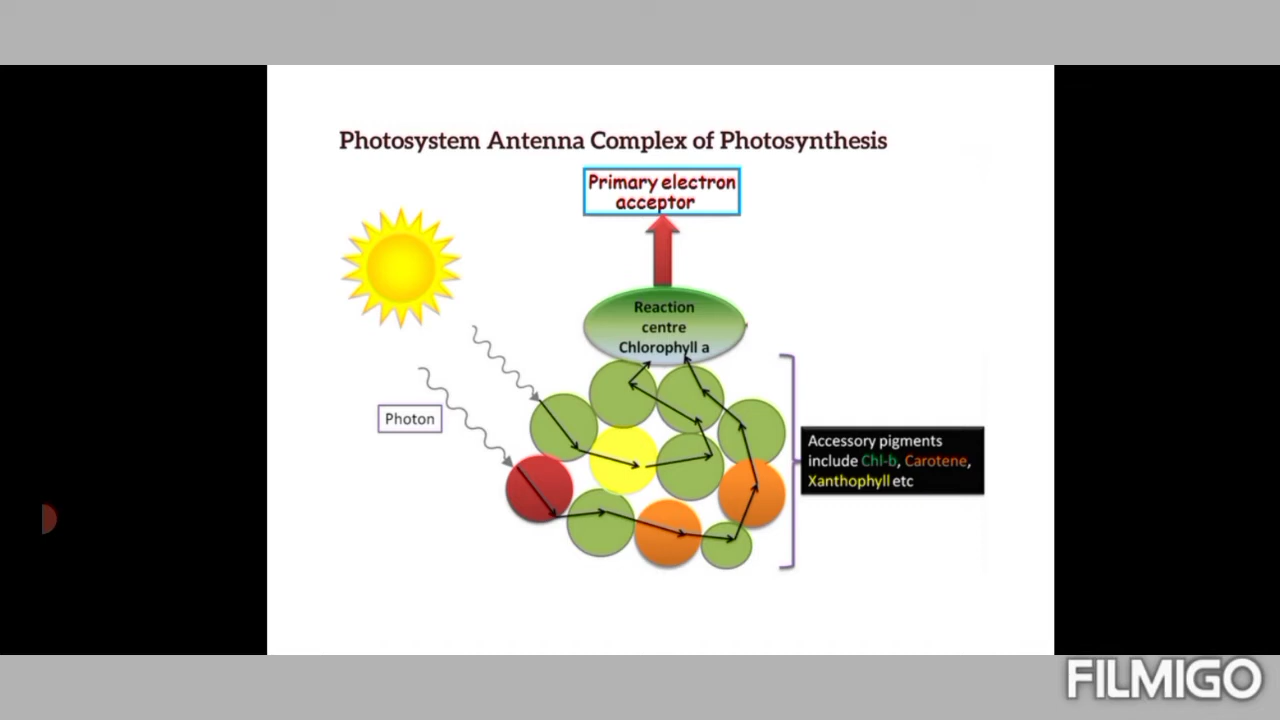 Photosystem Antenna Complex of Photosynthesis
Primary electron
acceptor
Reaction
centre
Chlorophyll a
Photon
Accessory pigments
include Chl-b, Carotene,
Xanthophyll etc
FILMIGO